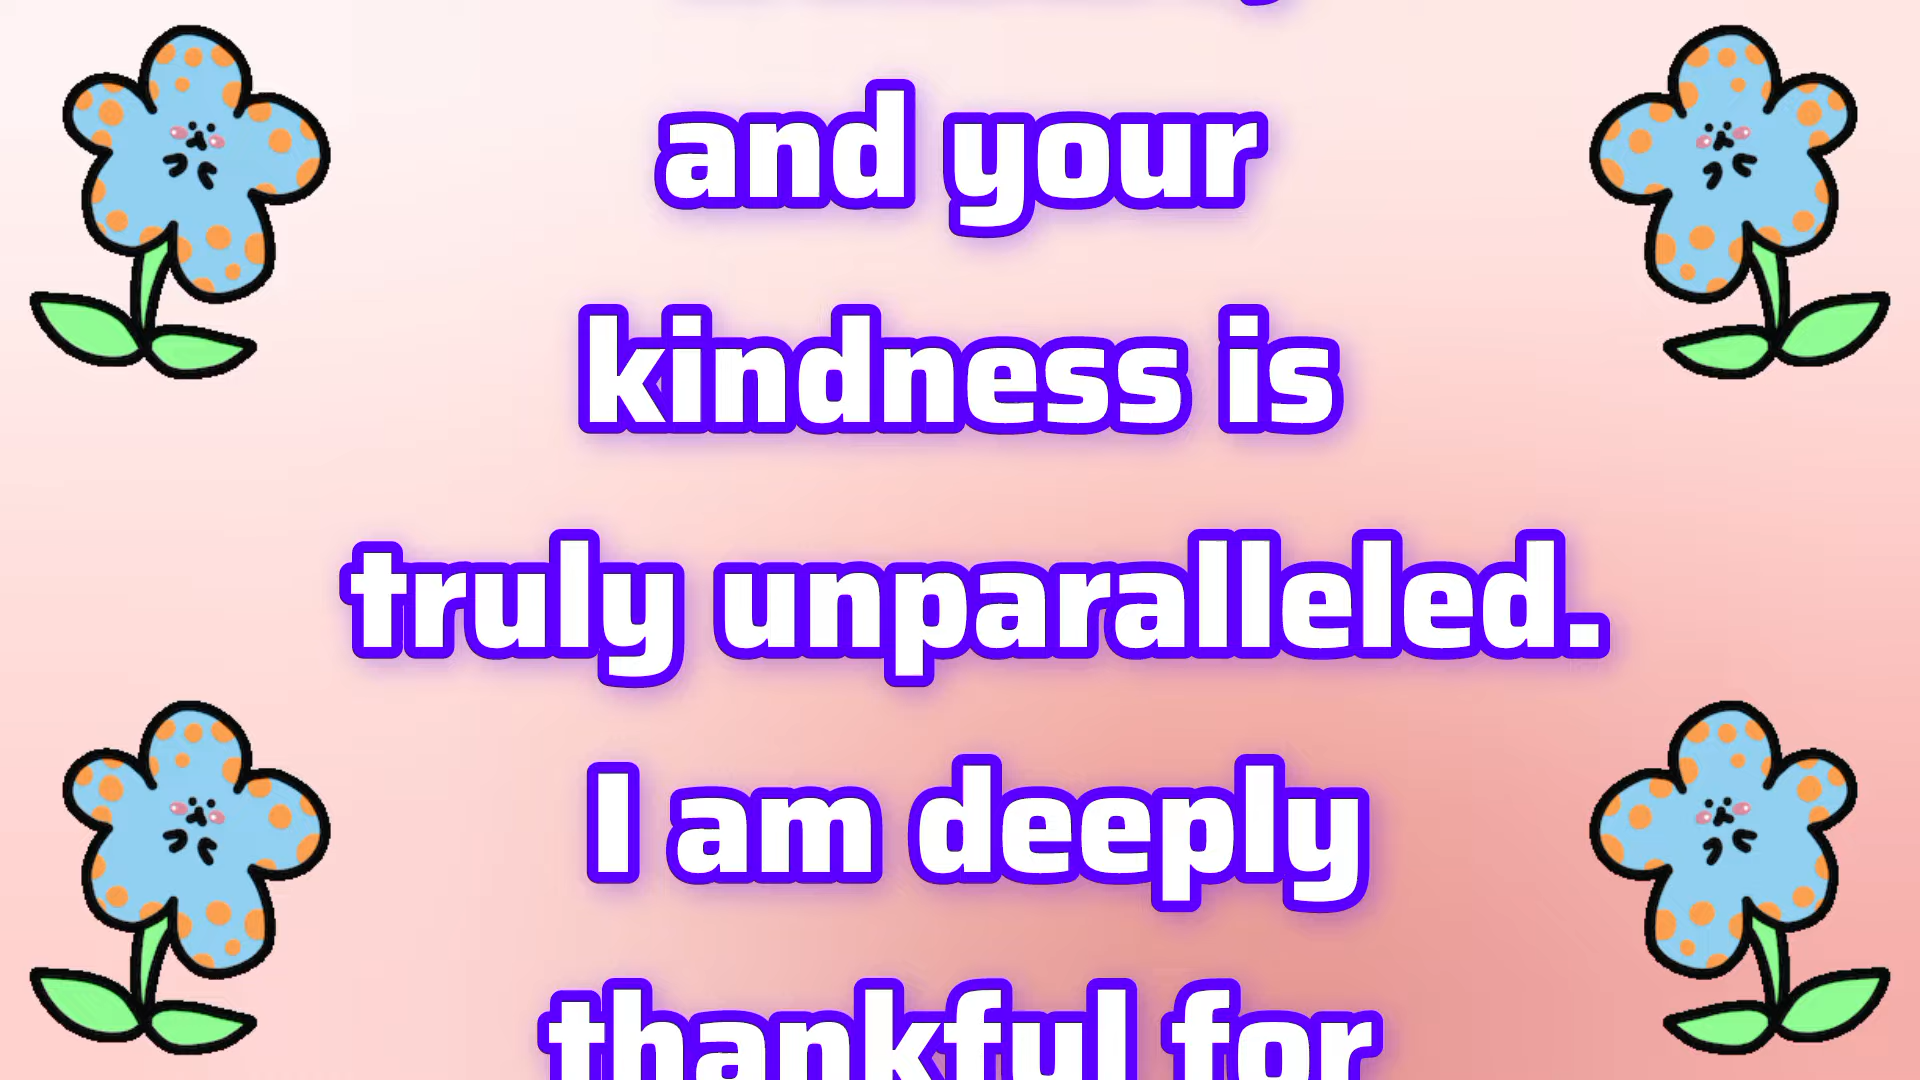 and your
kindness is
truly unparalleled.
I am deeply
thankful for